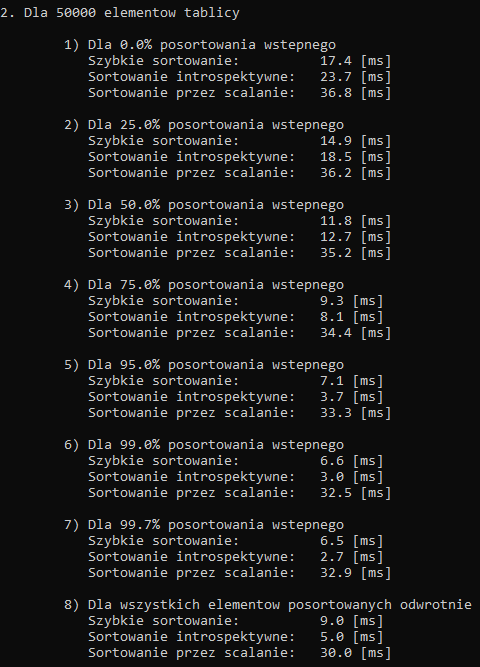 2. Dla 50000 elementow tablicy
1) Dla 0.0% posortowania wstepnego
Szybkie sortowanie: 17.4 [ms]
Sortowanie introspektywne: 23.7 [ms]
Sortowanie przez scalanie: 36.8 [ms]
2) Dla 25.0% posortowania wstepnego
Szybkie sortowanie: 14.9 [ms]
Sortowanie introspektywne: 18.5 [ms]
Sortowanie przez scalanie: 36.2 [ms]
3) Dla 50.0% posortowania wstepnego
Szybkie sortowanie: 11.8 [ms]
Sortowanie introspektywne: 12.7 [ms]
Sortowanie przez scalanie: 35.2 [ms]
4) Dla 75.0% posortowania wstepnego
Szybkie sortowanie: 9.3 [ms]
Sortowanie introspektywne: 8.1 [ms]
Sortowanie przez scalanie: 34.4 [ms]
5) Dla 95.0% posortowania wstepnego
Szybkie sortowanie: 7.1 [ms]
Sortowanie introspektywne: 3.7 [ms]
Sortowanie przez scalanie: 33.3 [ms]
6) Dla 99.0% posortowania wstepnego
Szybkie sortowanie: 6.6 [ms]
Sortowanie introspektywne: 3.0 [ms]
Sortowanie przez scalanie: 32.5 [ms]
7) Dla 99.7% posortowania wstepnego
Szybkie sortowanie: 6.5 [ms]
Sortowanie introspektywne: 2.7 [ms]
Sortowanie przez scalanie: 32.9 [ms]
8) Dla wszystkich elementow posortowanych odwrotnie
Szybkie sortowanie: 9.0 [ms]
Sortowanie introspektywne: 5.0 [ms]
Sortowanie przez scalanie: 30.0 [ms]